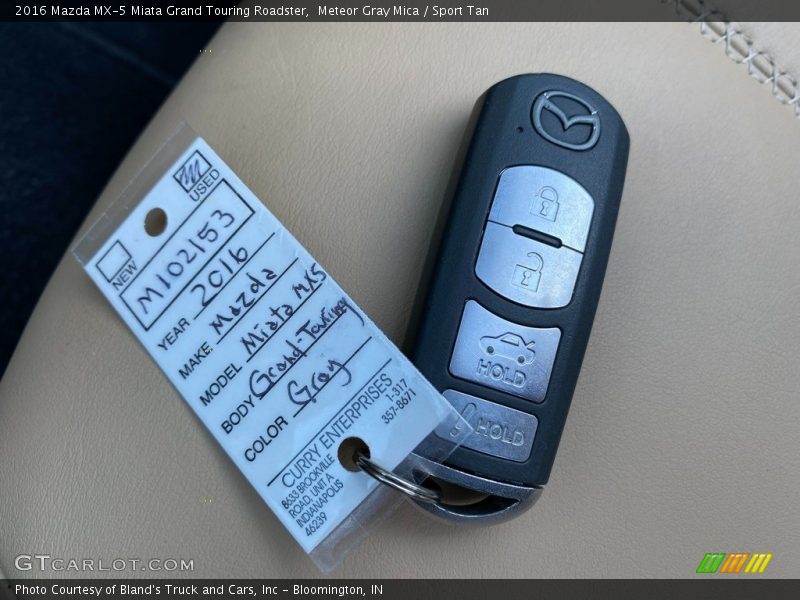 2016 Mazda MX-5 Miata Grand Touring Roadster,  Meteor Gray Mica / Sport Tan
USED
NEW
M102153
YEAR 2016
MAKE Mazda
MODEL Miata MX5
BODY Grand-Touring
COLOR Gray
CURRY ENTERPRISES
8633 BROOKVILLE
ROAD, UNIT A
INDIANAPOLIS
46239
1-317
357-8671
HOLD
HOLD
GTCARLOT.COM
Photo Courtesy of Bland's Truck and Cars, Inc - Bloomington, IN